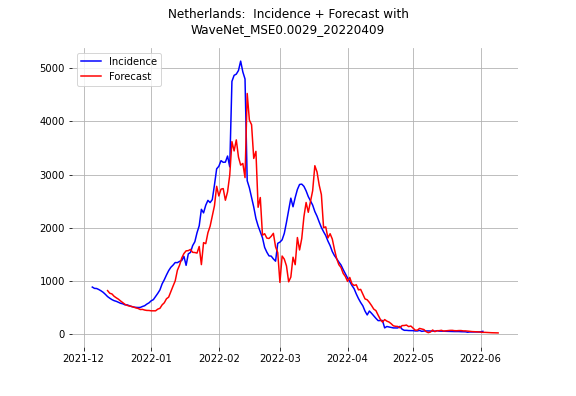 Netherlands:  Incidence + Forecast with
WaveNet_MSE0.0029_20220409
Incidence
Forecast
5000
4000
3000
2000
1000
0
2021-12 2022-01 2022-02 2022-03 2022-04 2022-05 2022-06